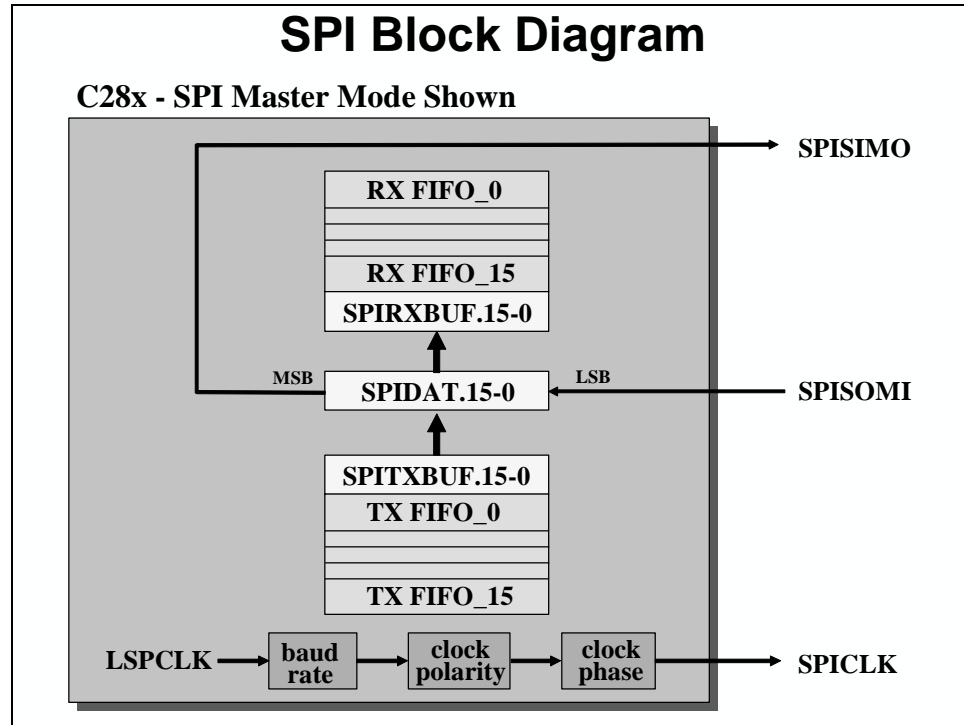 SPI Block Diagram
C28x - SPI Master Mode Shown
SPISIMO
RX FIFO_0
RX FIFO_15
SPIRXBUF.15-0
MSB
SPIDAT.15-0
LSB
SPISOMI
SPITXBUF.15-0
TX FIFO_0
TX FIFO_15
LSPCLK
baud
rate
clock
polarity
clock
phase
SPICLK